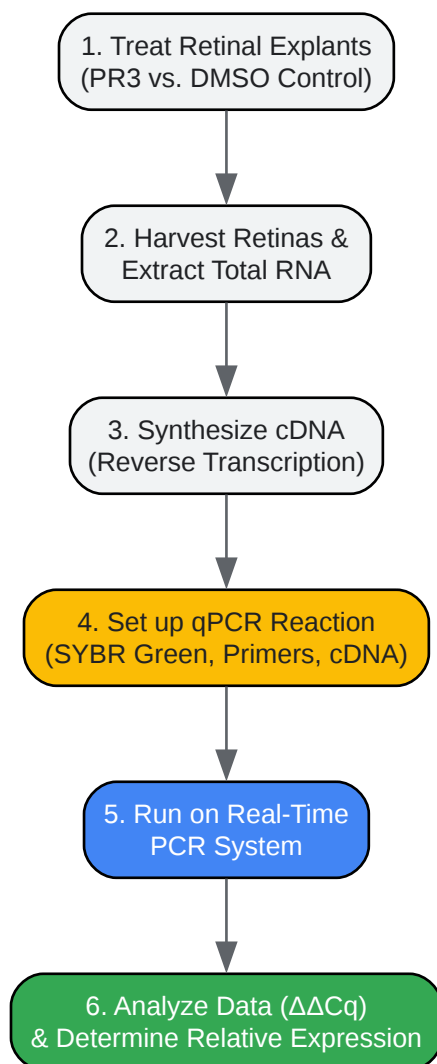 1. Treat Retinal Explants
(PR3 vs. DMSO Control)
2. Harvest Retinas &
Extract Total RNA
3. Synthesize cDNA
(Reverse Transcription)
4. Set up qPCR Reaction
(SYBR Green, Primers, cDNA)
5. Run on Real-Time
PCR System
6. Analyze Data (ΔΔCq)
& Determine Relative Expression